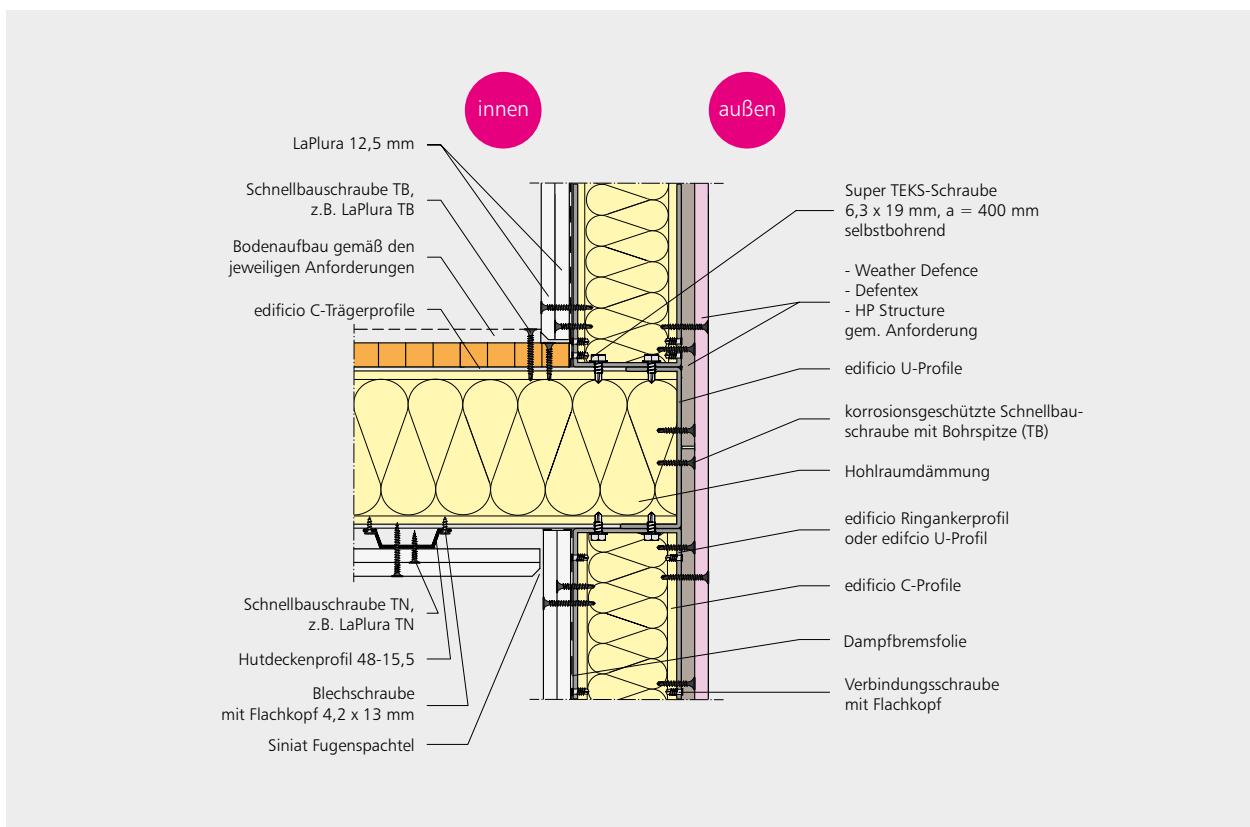 innen
außen
LaPlura 12,5 mm
Schnellbauschraube TB,
z.B. LaPlura TB
Bodenaufbau gemäß den
jeweiligen Anforderungen
edificio C-Trägerprofile
Schnellbauschraube TN,
z.B. LaPlura TN
Hutdeckenprofil 48-15,5
Blechschraube
mit Flachkopf 4,2 x 13 mm
Siniat Fugenspachtel
Super TEKS-Schraube
6,3 x 19 mm, a = 400 mm
selbstbohrend
- Weather Defence
- Defentex
- HP Structure
gem. Anforderung
edificio U-Profile
korrosionsgeschützte Schnellbau-
schraube mit Bohrspitze (TB)
Hohlraumdämmung
edificio Ringankerprofil
oder edifcio U-Profil
edificio C-Profile
Dampfbremsfolie
Verbindungsschraube
mit Flachkopf